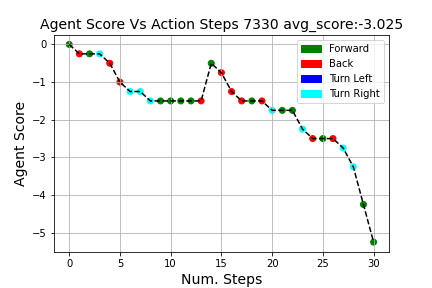 Agent Score Vs Action Steps 7330 avg_score:-3.025
Agent Score
0
−1
−2
−3
−4
−5
Forward
Back
Turn Left
Turn Right
0 5 10 15 20 25 30
Num. Steps